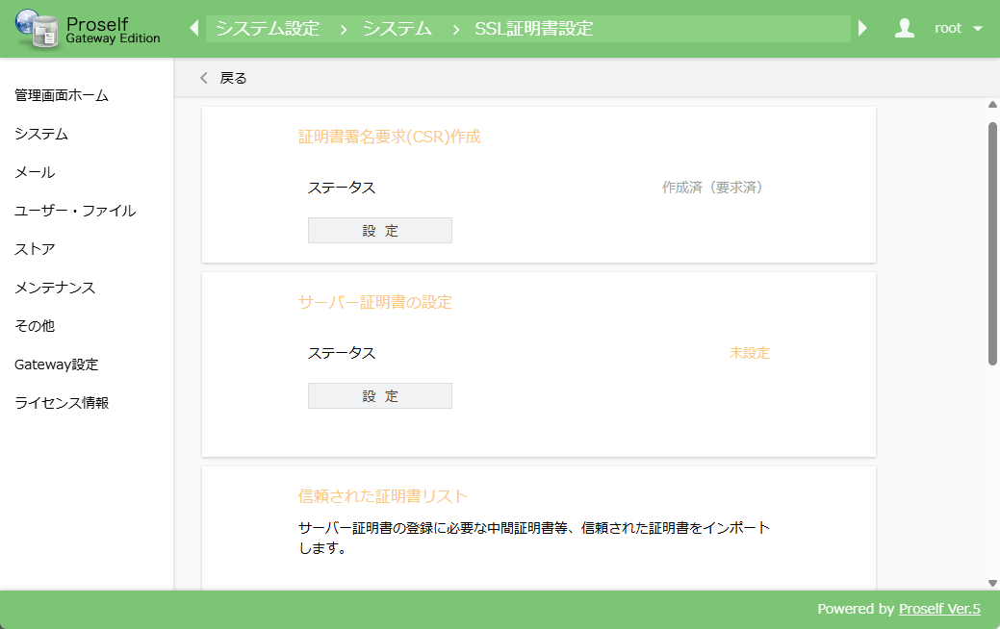 Proself
Gateway Edition
システム設定 > システム > SSL証明書設定
root
戻る
管理画面ホーム
システム
メール
ユーザー・ファイル
ストア
メンテナンス
その他
Gateway設定
ライセンス情報
証明書署名要求(CSR)作成
ステータス 作成済（要求済）
設 定
サーバー証明書の設定
ステータス 未設定
設 定
信頼された証明書リスト
サーバー証明書の登録に必要な中間証明書等、信頼された証明書をインポート
します。
Powered by Proself Ver.5